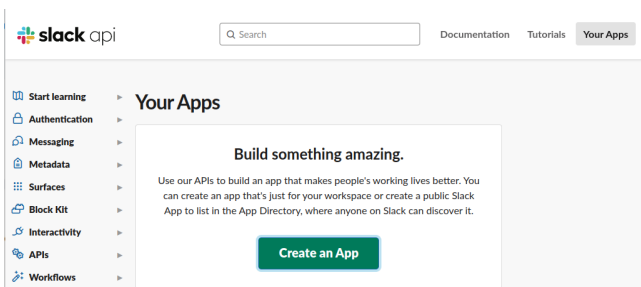 slack api
Search
Documentation
Tutorials
Your Apps
Start learning
Authentication
Messaging
Metadata
Surfaces
Block Kit
Interactivity
APIs
Workflows
Your Apps
Build something amazing.
Use our APIs to build an app that makes people's working lives better. You
can create an app that's just for your workspace or create a public Slack
App to list in the App Directory, where anyone on Slack can discover it.
Create an App